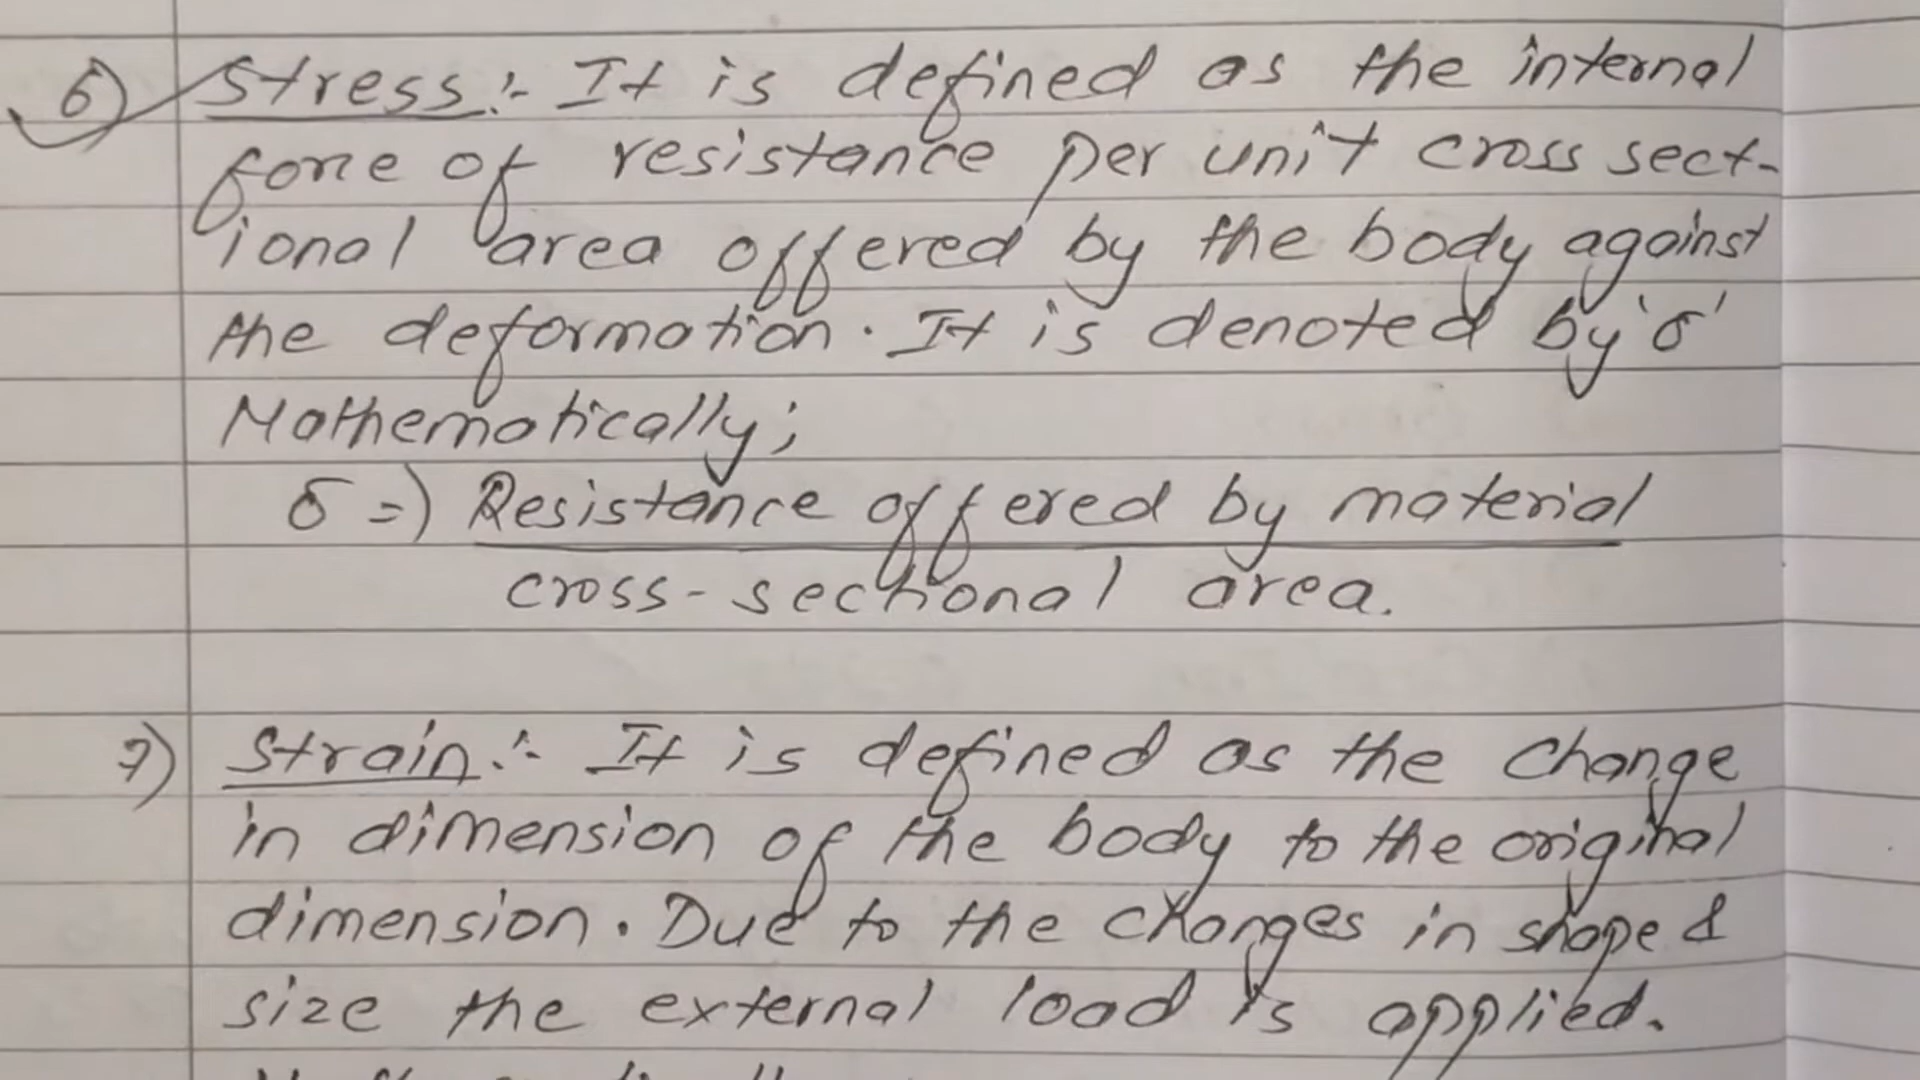 6) Stress:- It is defined as the internal
force of resistance per unit cross sect-
ional area offered by the body against
the deformation. It is denoted by 'σ'
Mathematically;
σ => Resistance offered by material
cross-sectional area.
7) Strain:- It is defined as the change
in dimension of the body to the original
dimension. Due to the changes in shape &
size the external load is applied.